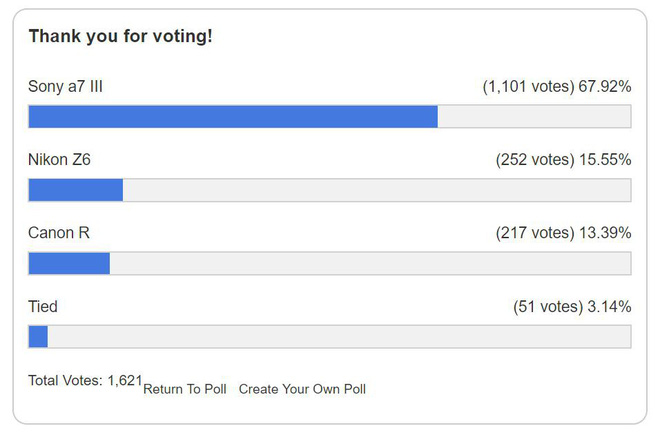 Thank you for voting!
Sony a7 III (1,101 votes) 67.92%
Nikon Z6 (252 votes) 15.55%
Canon R (217 votes) 13.39%
Tied (51 votes) 3.14%
Total Votes: 1,621 Return To Poll Create Your Own Poll